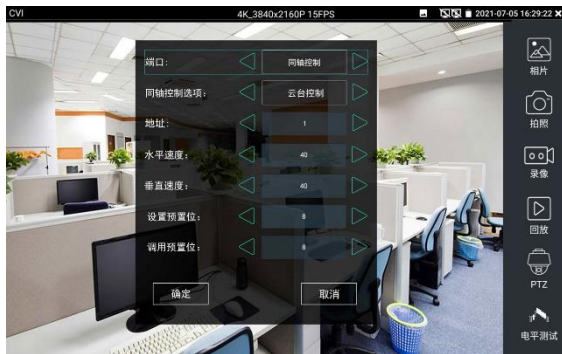 CVI 4K_3840x2160P 15FPS 2021-07-05 16:29:22
端口: 同轴控制
同轴控制选项: 云台控制
地址: 1
水平速度: 40
垂直速度: 40
设置预置位: 8
调用预置位: 8
确定 取消
相片
拍照
录像
回放
PTZ
电平测试